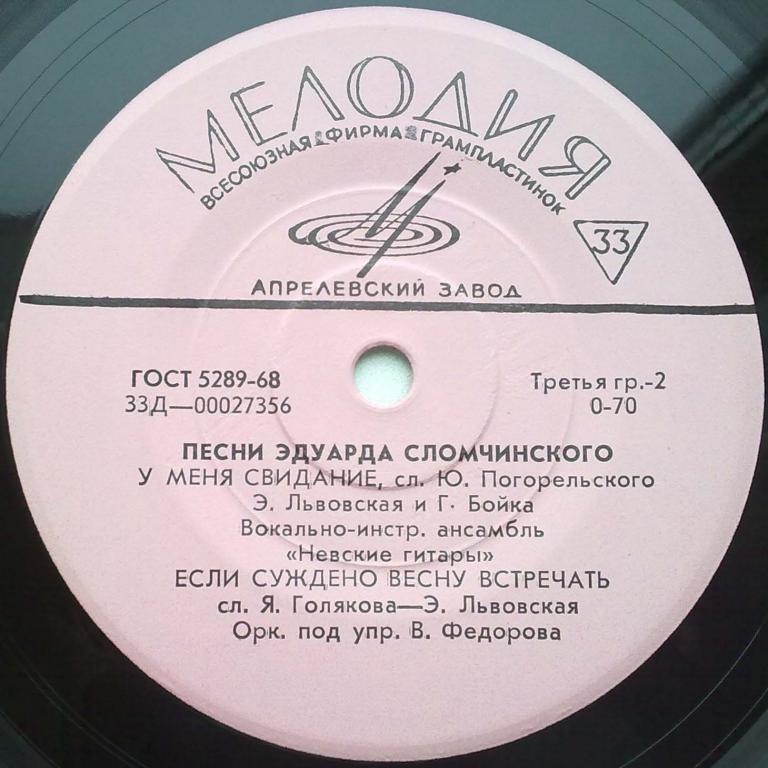 МЕЛОДИЯ
ВСЕСОЮЗНАЯ ФИРМА ГРАМПЛАСТИНОК
33
АПРЕЛЕВСКИЙ ЗАВОД
ГОСТ 5289-68 Третья гр.-2
33Д—00027356 0-70
ПЕСНИ ЭДУАРДА СЛОМЧИНСКОГО
У МЕНЯ СВИДАНИЕ, сл. Ю. Погорельского
Э. Львовская и Г. Бойка
Вокально-инстр. ансамбль
«Невские гитары»
ЕСЛИ СУЖДЕНО ВЕСНУ ВСТРЕЧАТЬ
сл. Я. Голякова—Э. Львовская
Орк. под упр. В. Федорова